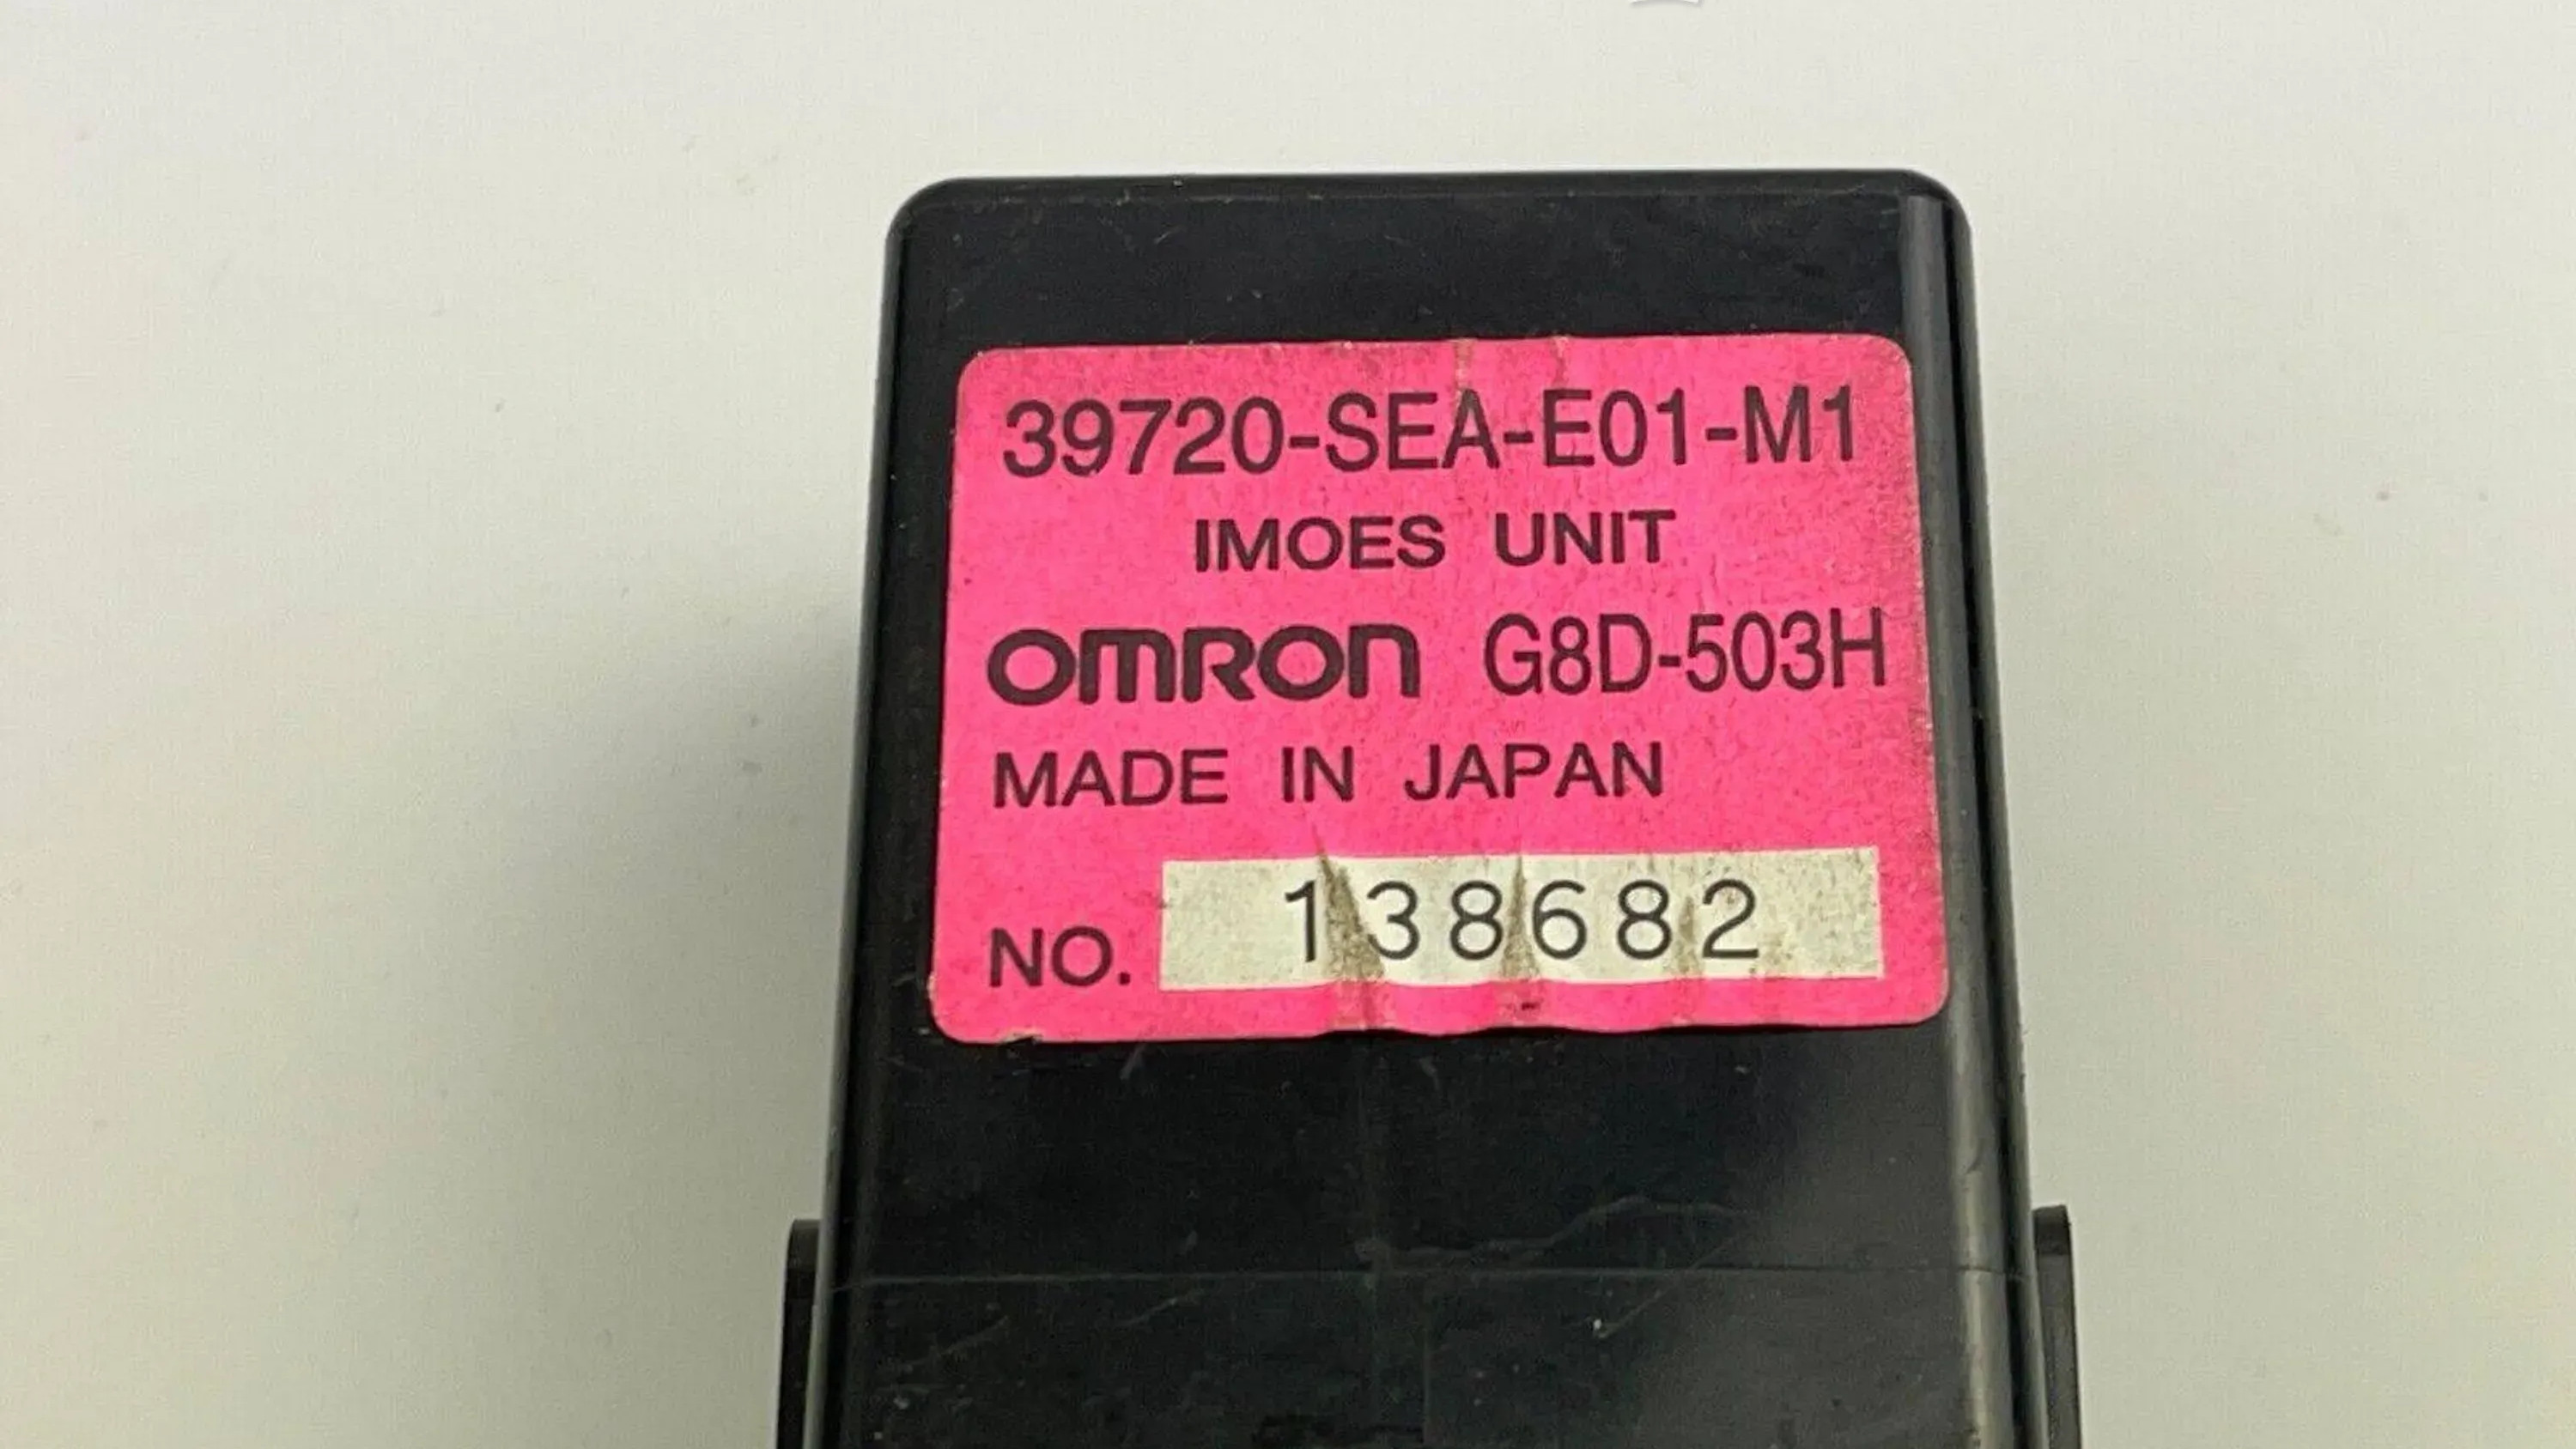 39720-SEA-E01-M1
IMOES UNIT
OMRON G8D-503H
MADE IN JAPAN
NO. 138682